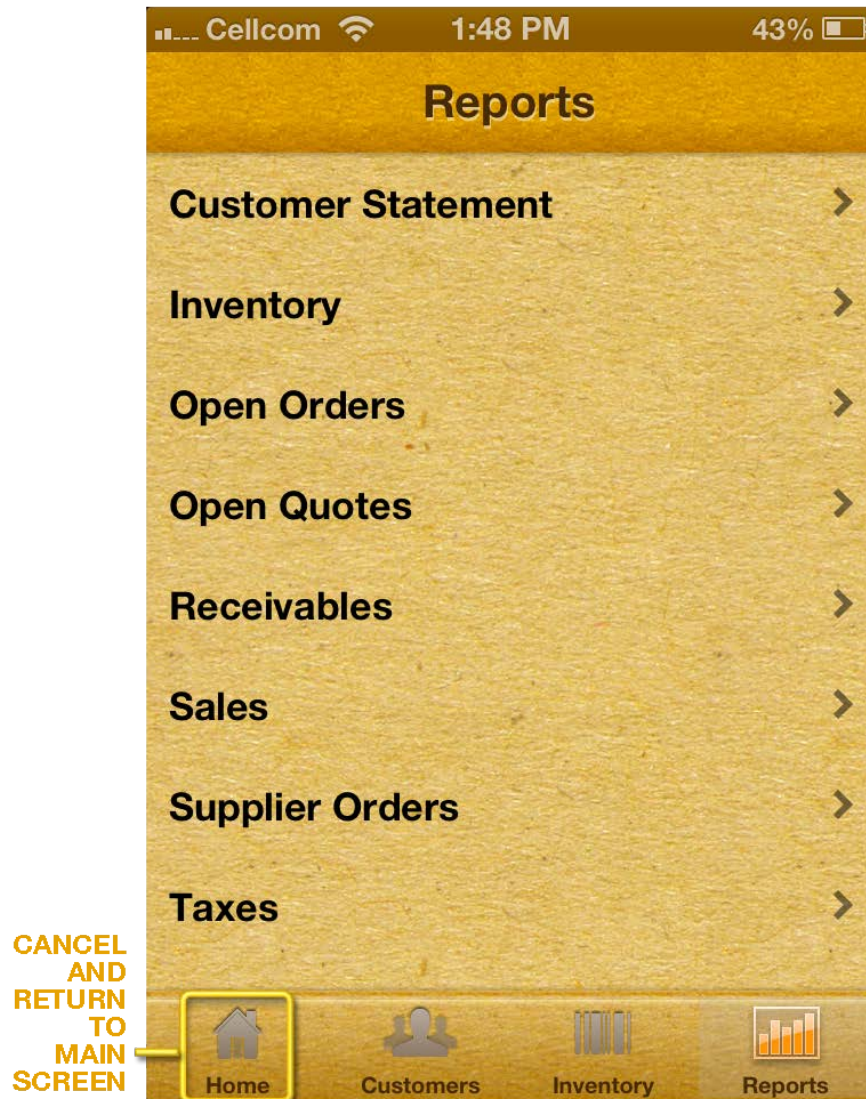 Cellcom 1:48 PM 43%
Reports
Customer Statement
Inventory
Open Orders
Open Quotes
Receivables
Sales
Supplier Orders
Taxes
CANCEL
AND
RETURN
TO
MAIN
SCREEN
Home Customers Inventory Reports